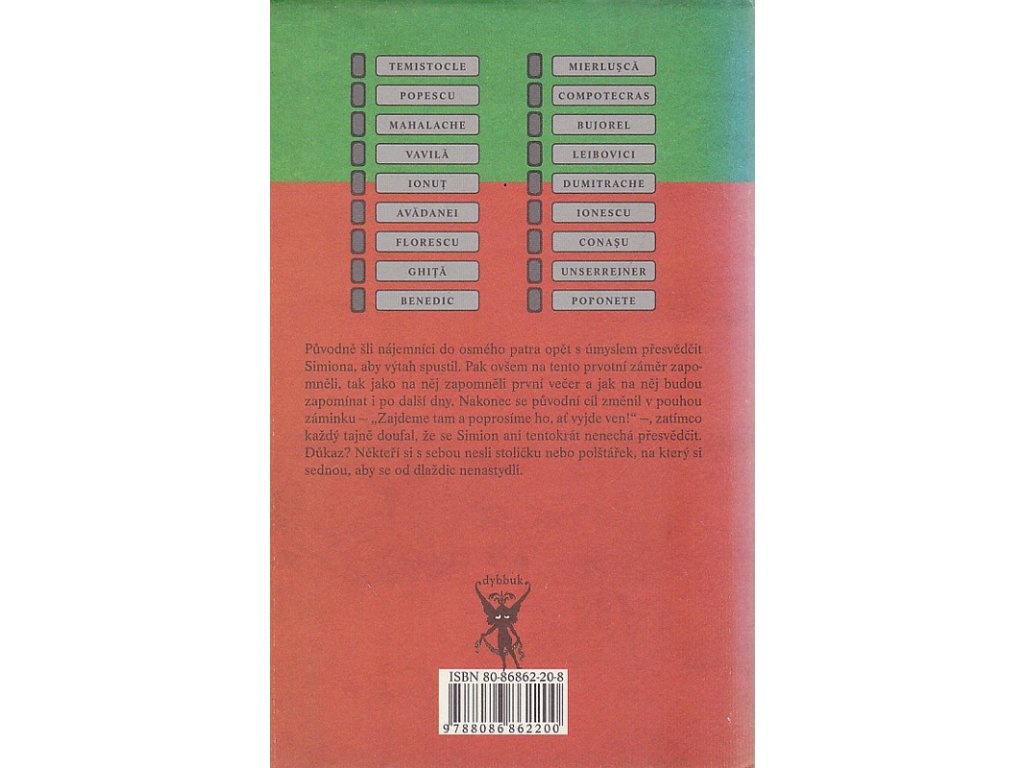 TEMISTOCLE
MIERLUȘCĂ
POPESCU
COMPOTECRAS
MAHALACHE
BUJOREL
VAVILĂ
LEIBOVICI
IONUȚ
DUMITRACHE
AVĂDANEI
IONESCU
FLORESCU
CONAȘU
GHIȚĂ
UNSERREINER
BENEDIC
POPONETE
Původně šli nájemníci do osmého patra opět s úmyslem přesvědčit
Simiona, aby výtah spustil. Pak ovšem na tento prvotní záměr zapo-
mněli, tak jako na něj zapomněli první večer a jak na něj budou
zapomínat i po další dny. Nakonec se původní cíl změnil v pouhou
záminku – „Zajdeme tam a poprosíme ho, ať vyjde ven!“ –, zatímco
každý tajně doufal, že se Simion ani tentokrát nenechá přesvědčit.
Důkaz? Někteří si s sebou nesli stoličku nebo polštářek, na který si
sednou, aby se od dlaždic nenastydli.
dybbuk
ISBN 80-86862-20-8
9788086862200